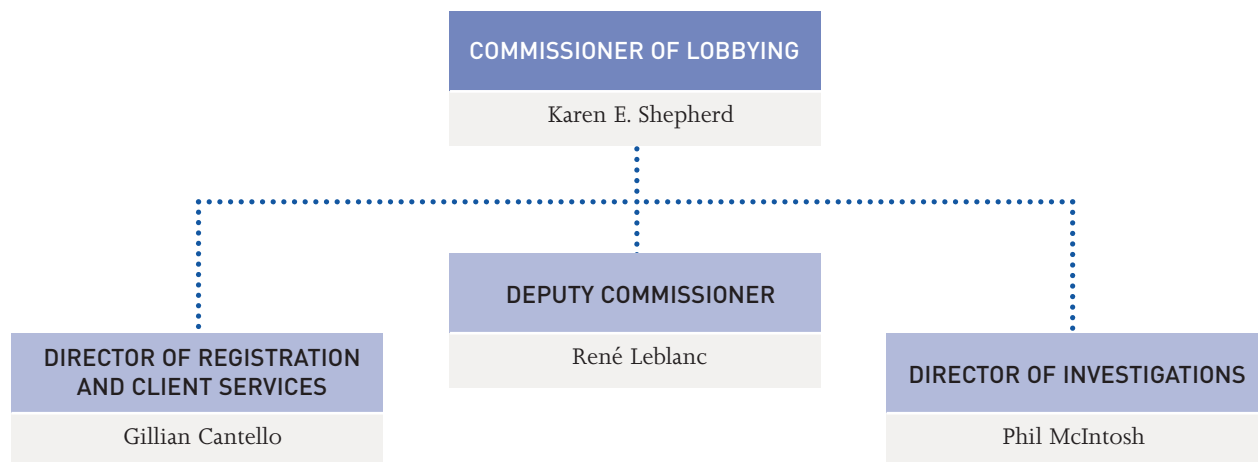 COMMISSIONER OF LOBBYING
Karen E. Shepherd
DEPUTY COMMISSIONER
René Leblanc
DIRECTOR OF REGISTRATION
AND CLIENT SERVICES
Gillian Cantello
DIRECTOR OF INVESTIGATIONS
Phil McIntosh